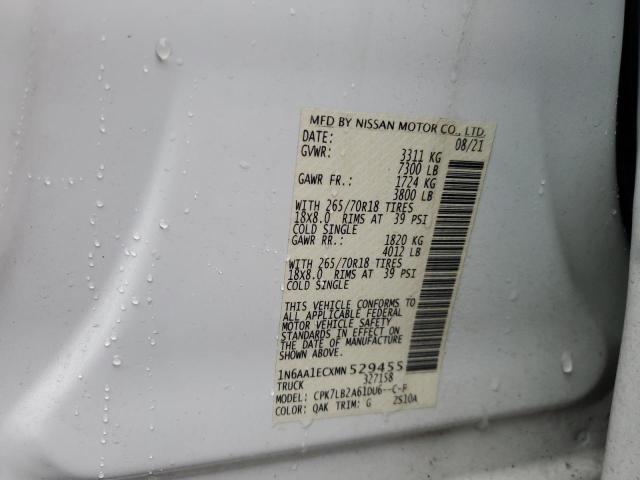 MFD BY NISSAN MOTOR CO., LTD.
DATE: 08/21
GVWR: 3311 KG
7300 LB
GAWR FR.: 1724 KG
3800 LB
WITH 265/70R18 TIRES
18x8.0 RIMS AT 39 PSI
COLD SINGLE
GAWR RR.: 1820 KG
4012 LB
WITH 265/70R18 TIRES
18x8.0 RIMS AT 39 PSI
COLD SINGLE
THIS VEHICLE CONFORMS TO
ALL APPLICABLE FEDERAL
MOTOR VEHICLE SAFETY
STANDARDS IN EFFECT ON
THE DATE OF MANUFACTURE
SHOWN ABOVE.
1N6AA1ECXMN529455
TRUCK 327158
MODEL: CPK7LB2A61DU6--C-F
COLOR: QAK TRIM: G 2S10A